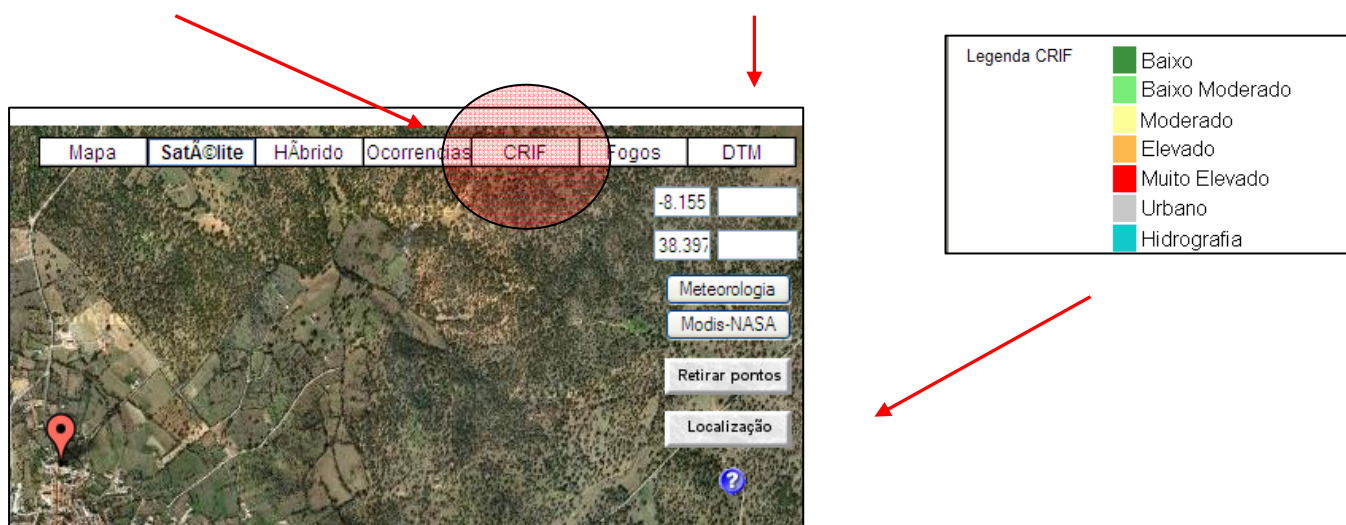 Mapa SatÃ©lite HÃbrido Ocorrencias CRIF Fogos DTM
-8.155
38.397
Meteorologia
Modis-NASA
Retirar pontos
Localização
?
Legenda CRIF
Baixo
Baixo Moderado
Moderado
Elevado
Muito Elevado
Urbano
Hidrografia